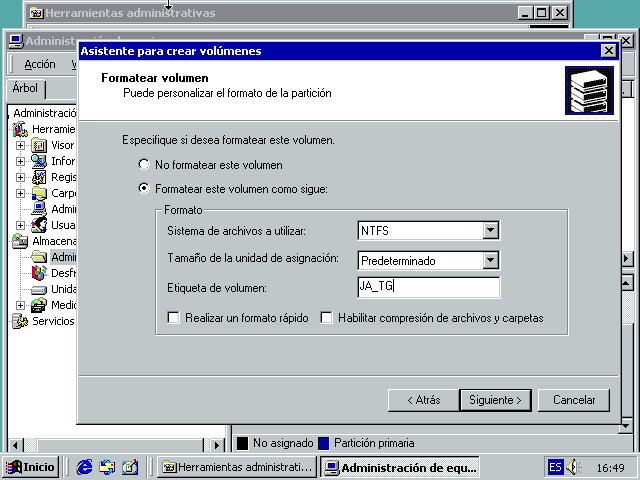 Herramientas administrativas
Administración
Asistente para crear volúmenes
Acción
Árbol
Formatear volumen
Puede personalizar el formato de la partición
Administració
Herramie
Visor
Infor
Regis
Carpe
Admi
Usua
Almacena
Admi
Desfr
Unida
Medio
Servicios
Especifique si desea formatear este volumen.
No formatear este volumen
Formatear este volumen como sigue:
Formato
Sistema de archivos a utilizar: NTFS
Tamaño de la unidad de asignación: Predeterminado
Etiqueta de volumen: JA_TG
Realizar un formato rápido Habilitar compresión de archivos y carpetas
< Atrás Siguiente > Cancelar
No asignado Partición primaria
Inicio Herramientas administrati... Administración de equ... ES 16:49